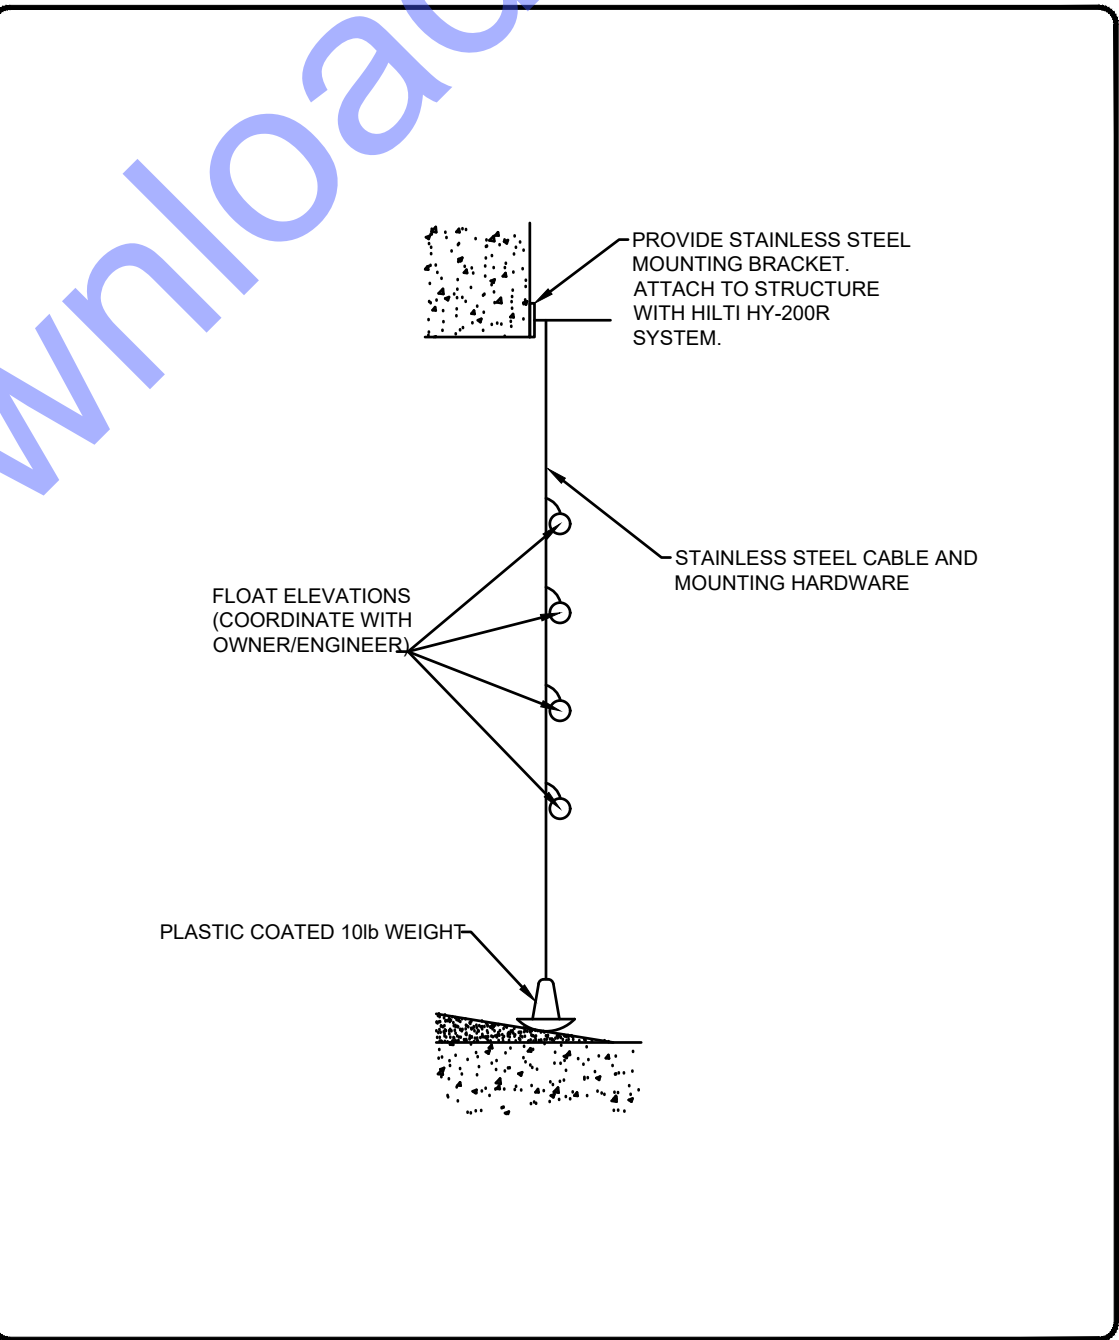 PROVIDE STAINLESS STEEL
MOUNTING BRACKET.
ATTACH TO STRUCTURE
WITH HILTI HY-200R
SYSTEM.
STAINLESS STEEL CABLE AND
MOUNTING HARDWARE
FLOAT ELEVATIONS
(COORDINATE WITH
OWNER/ENGINEER)
PLASTIC COATED 10lb WEIGHT
wnload